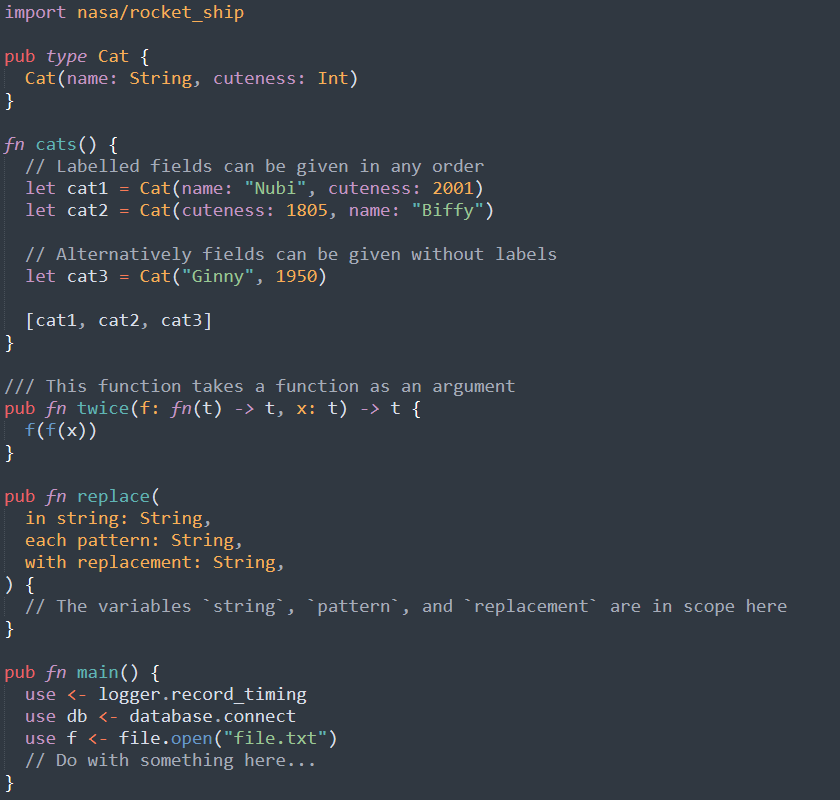 import nasa/rocket_ship

pub type Cat {
  Cat(name: String, cuteness: Int)
}

fn cats() {
  // Labelled fields can be given in any order
  let cat1 = Cat(name: "Nubi", cuteness: 2001)
  let cat2 = Cat(cuteness: 1805, name: "Biffy")

  // Alternatively fields can be given without labels
  let cat3 = Cat("Ginny", 1950)

  [cat1, cat2, cat3]
}

/// This function takes a function as an argument
pub fn twice(f: fn(t) -> t, x: t) -> t {
  f(f(x))
}

pub fn replace(
  in string: String,
  each pattern: String,
  with replacement: String,
) {
  // The variables `string`, `pattern`, and `replacement` are in scope here
}

pub fn main() {
  use <- logger.record_timing
  use db <- database.connect
  use f <- file.open("file.txt")
  // Do with something here...
}